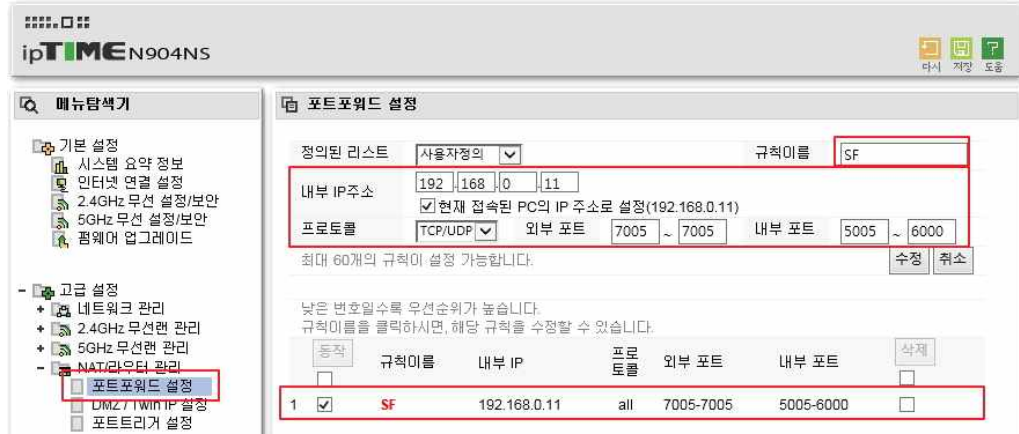 ipTIME N904NS
다시 저장 도움
메뉴탐색기
기본 설정
시스템 요약 정보
인터넷 연결 설정
2.4GHz 무선 설정/보안
5GHz 무선 설정/보안
펌웨어 업그레이드
고급 설정
네트워크 관리
2.4GHz 무선랜 관리
5GHz 무선랜 관리
NAT/라우터 관리
포트포워드 설정
DMZ / Twin IP 설정
포트트리거 설정
포트포워드 설정
정의된 리스트 사용자정의 규칙이름 SF
내부 IP주소 192 .168 .0 .11
현재 접속된 PC의 IP 주소로 설정(192.168.0.11)
프로토콜 TCP/UDP 외부 포트 7005 ~ 7005 내부 포트 5005 ~ 6000
최대 60개의 규칙이 설정 가능합니다. 수정 취소
낮은 번호일수록 우선순위가 높습니다.
규칙이름을 클릭하시면, 해당 규칙을 수정할 수 있습니다.
동작 규칙이름 내부 IP 프로토콜 외부 포트 내부 포트 삭제
1 SF 192.168.0.11 all 7005-7005 5005-6000